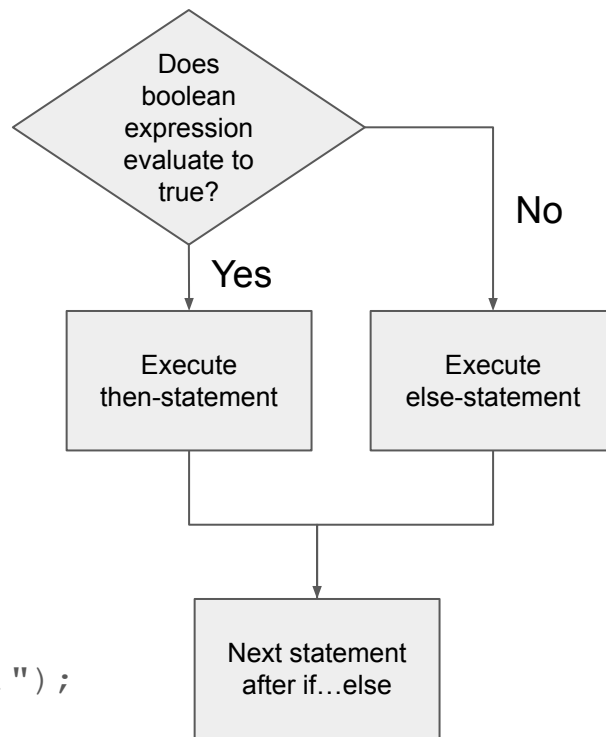 Does
boolean
expression
evaluate to
true?
No
Yes
Execute
then-statement
Execute
else-statement
Next statement
after if…else
");